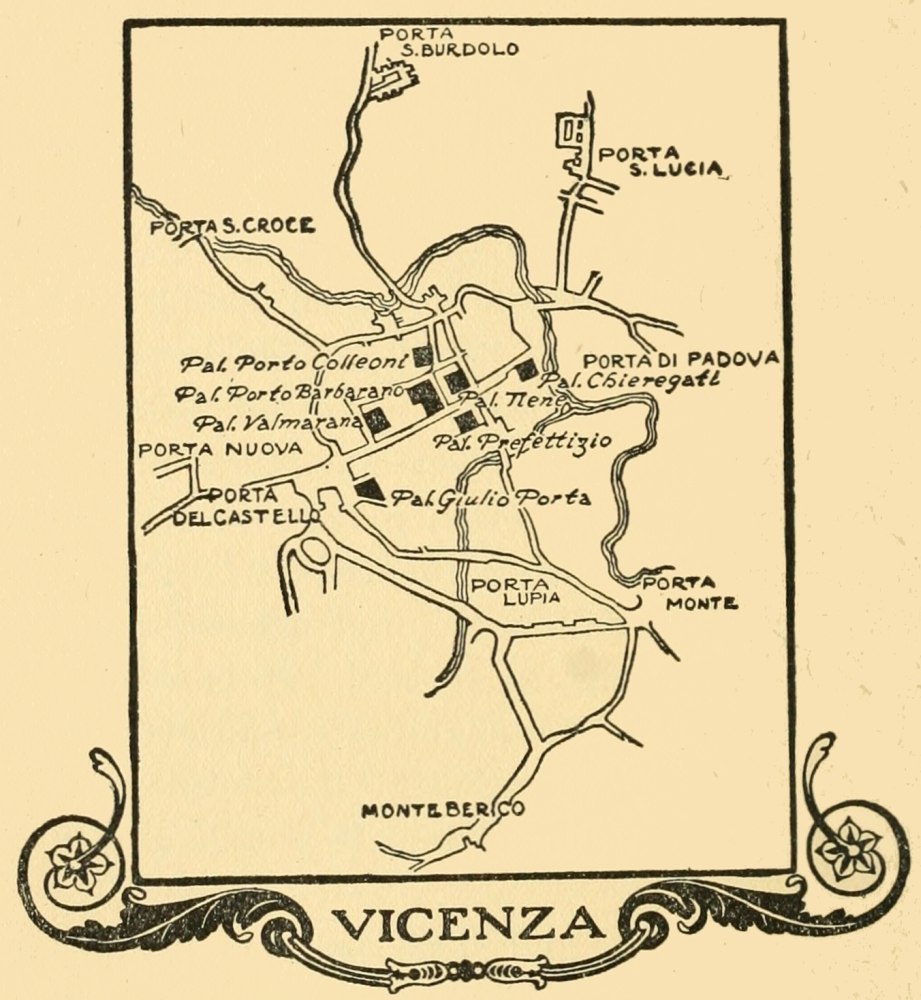 PORTA
S. BURDOLO
PORTA
S. LUCIA
PORTA S. CROCE
Pal. Porto Colleoni
PORTA DI PADOVA
Pal. Chieregati
Pal. Porto Barbarano
Pal. Tiene
Pal. Valmarana
Pal. Prefettizio
PORTA NUOVA
PORTA
DEL CASTELLO
Pal. Giulio Porta
PORTA
LUPIA
PORTA
MONTE
MONTE BERICO
VICENZA